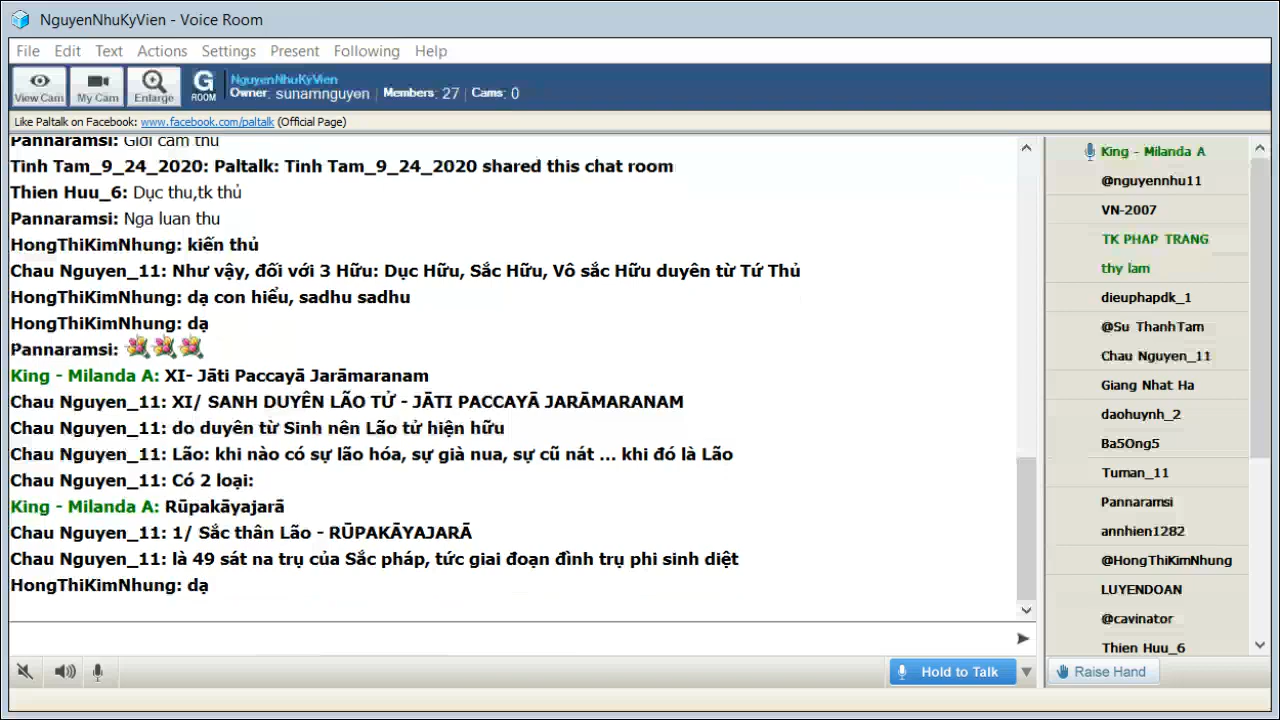 NguyenNhuKyVien - Voice Room
File Edit Text Actions Settings Present Following Help
View Cam My Cam Enlarge G ROOM NguyenNhuKyVien
Owner: sunamnguyen | Members: 27 | Cams: 0
Like Paltalk on Facebook: www.facebook.com/paltalk (Official Page)
Pannaramsi: Giới cấm thủ
Tinh Tam_9_24_2020: Paltalk: Tinh Tam_9_24_2020 shared this chat room
Thien Huu_6: Dục thu,tk thủ
Pannaramsi: Nga luan thu
HongThiKimNhung: kiến thủ
Chau Nguyen_11: Như vậy, đối với 3 Hữu: Dục Hữu, Sắc Hữu, Vô sắc Hữu duyên từ Tứ Thủ
HongThiKimNhung: dạ con hiểu, sadhu sadhu
HongThiKimNhung: dạ
Pannaramsi:
King - Milanda A: XI- Jāti Paccayā Jarāmaranam
Chau Nguyen_11: XI/ SANH DUYÊN LÃO TỬ - JĀTI PACCAYĀ JARĀMARANAM
Chau Nguyen_11: do duyên từ Sinh nên Lão tử hiện hữu
Chau Nguyen_11: Lão: khi nào có sự lão hóa, sự già nua, sự cũ nát ... khi đó là Lão
Chau Nguyen_11: Có 2 loại:
King - Milanda A: Rūpakāyajarā
Chau Nguyen_11: 1/ Sắc thân Lão - RŪPAKĀYAJARĀ
Chau Nguyen_11: là 49 sát na trụ của Sắc pháp, tức giai đoạn đình trụ phi sinh diệt
HongThiKimNhung: dạ
King - Milanda A
@nguyennhu11
VN-2007
TK PHAP TRANG
thy lam
dieuphapdk_1
@Su ThanhTam
Chau Nguyen_11
Giang Nhat Ha
daohuynh_2
Ba5Ong5
Tuman_11
Pannaramsi
annhien1282
@HongThiKimNhung
LUYENDOAN
@cavinator
Thien Huu_6
Hold to Talk
Raise Hand